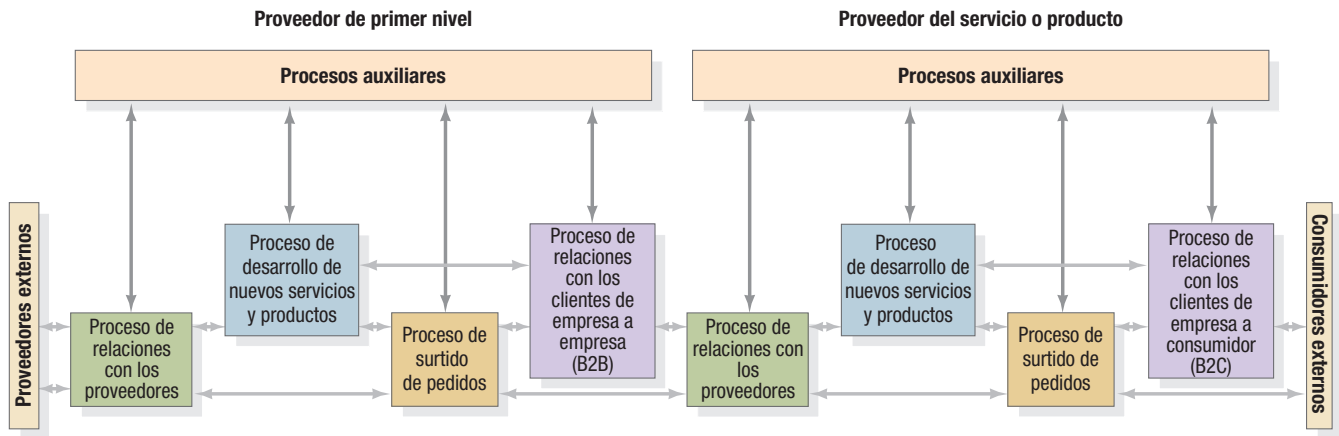 Proveedor de primer nivel
Proveedor del servicio o producto
Procesos auxiliares
Procesos auxiliares
Proveedores externos
Proceso de
relaciones
con los
proveedores
Proceso de
desarrollo de
nuevos servicios
y productos
Proceso de
surtido
de pedidos
Proceso de
relaciones
con los
clientes de
empresa a
empresa
(B2B)
Proceso de
relaciones con
los
proveedores
Proceso
de desarrollo de
nuevos servicios
y productos
Proceso de
surtido de
pedidos
Proceso de
relaciones
con los
clientes de
empresa a
consumidor
(B2C)
Consumidores externos